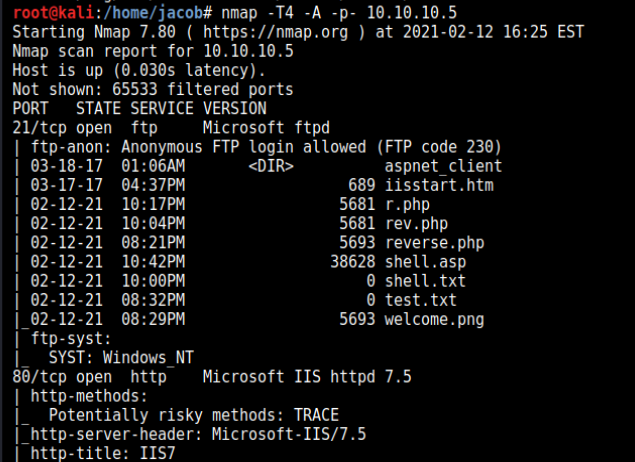 root@kali:/home/jacob# nmap -T4 -A -p- 10.10.10.5
Starting Nmap 7.80 ( https://nmap.org ) at 2021-02-12 16:25 EST
Nmap scan report for 10.10.10.5
Host is up (0.030s latency).
Not shown: 65533 filtered ports
PORT   STATE SERVICE VERSION
21/tcp open  ftp     Microsoft ftpd
| ftp-anon: Anonymous FTP login allowed (FTP code 230)
| 03-18-17  01:06AM       <DIR>          aspnet_client
| 03-17-17  04:37PM                  689 iisstart.htm
| 02-12-21  10:17PM                 5681 r.php
| 02-12-21  10:04PM                 5681 rev.php
| 02-12-21  08:21PM                 5693 reverse.php
| 02-12-21  10:42PM                38628 shell.asp
| 02-12-21  10:00PM                    0 shell.txt
| 02-12-21  08:32PM                    0 test.txt
|_02-12-21  08:29PM                 5693 welcome.png
| ftp-syst:
|_  SYST: Windows_NT
80/tcp open  http    Microsoft IIS httpd 7.5
| http-methods:
|_  Potentially risky methods: TRACE
|_http-server-header: Microsoft-IIS/7.5
| http-title: IIS7